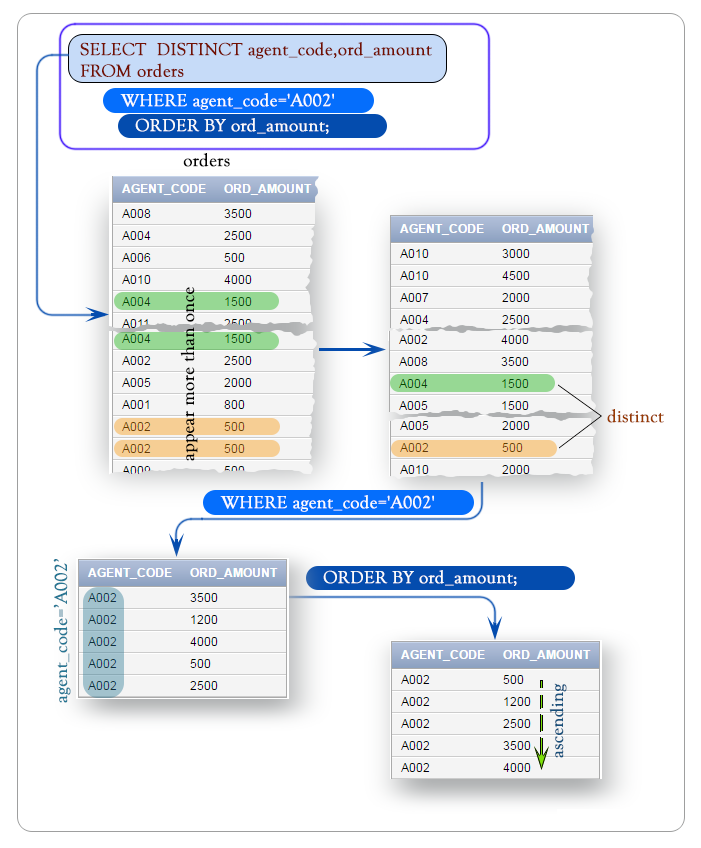 SELECT DISTINCT agent_code,ord_amount
FROM orders
WHERE agent_code='A002'
ORDER BY ord_amount;
orders
AGENT_CODE ORD_AMOUNT
A008 3500
A004 2500
A006 500
A010 4000
A004 1500
A011 2500
A004 1500
A002 2500
A005 2000
A001 800
A002 500
A002 500
A009 500
appear more than once
AGENT_CODE ORD_AMOUNT
A010 3000
A010 4500
A007 2000
A004 2500
A002 4000
A008 3500
A004 1500
A005 1500
A005 2000
A002 500
A010 2000
distinct
WHERE agent_code='A002'
agent_code='A002'
AGENT_CODE ORD_AMOUNT
A002 3500
A002 1200
A002 4000
A002 500
A002 2500
ORDER BY ord_amount;
AGENT_CODE ORD_AMOUNT
A002 500
A002 1200
A002 2500
A002 3500
A002 4000
ascending